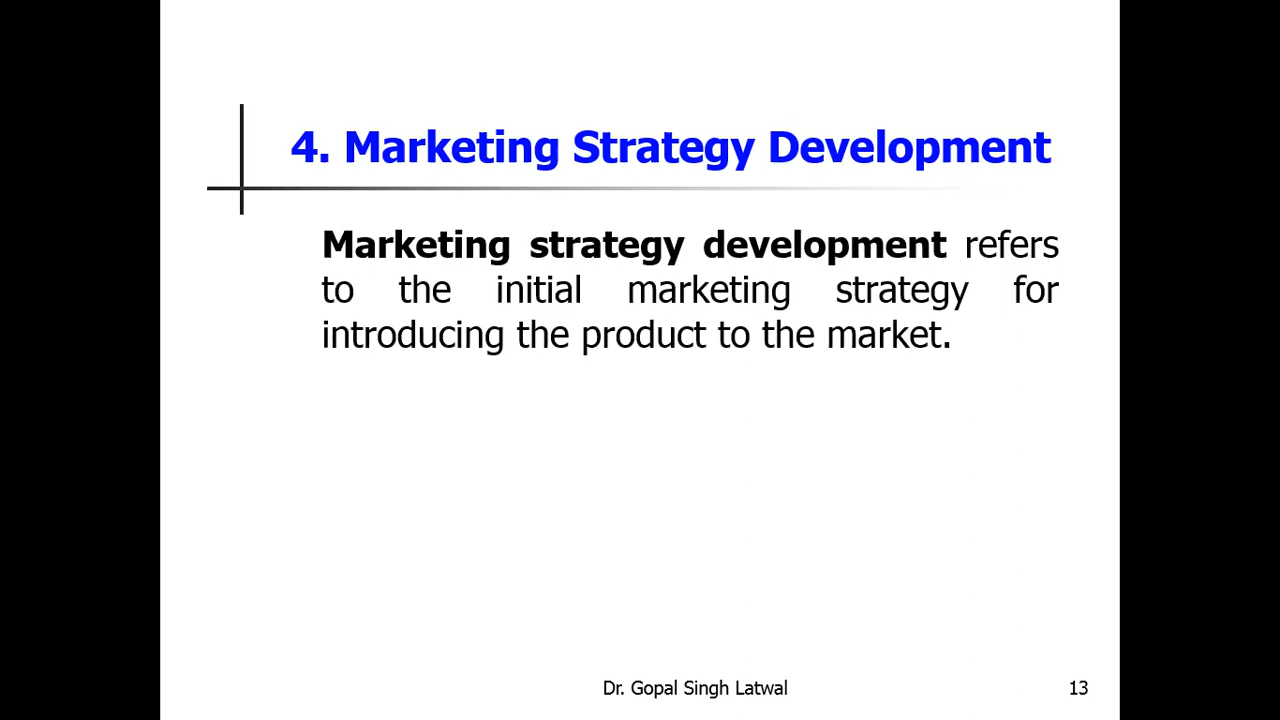 4. Marketing Strategy Development
Marketing strategy development refers
to the initial marketing strategy for
introducing the product to the market.
Dr. Gopal Singh Latwal
13